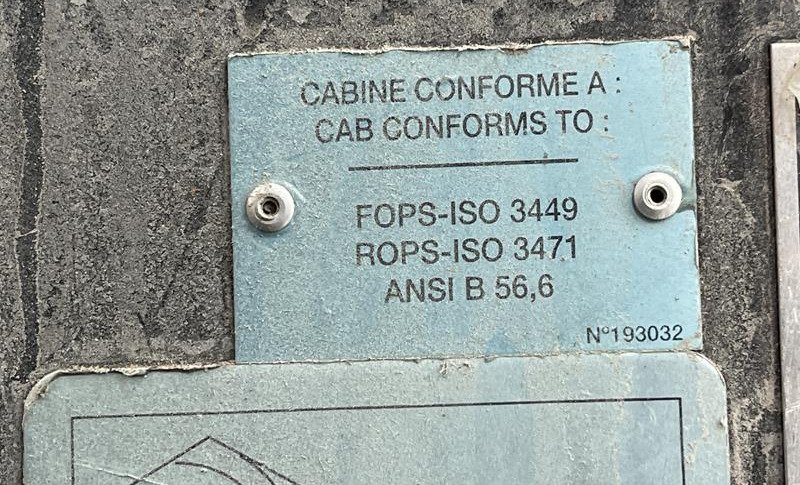 CABINE CONFORME A :
CAB CONFORMS TO :
FOPS-ISO 3449
ROPS-ISO 3471
ANSI B 56,6
N°193032